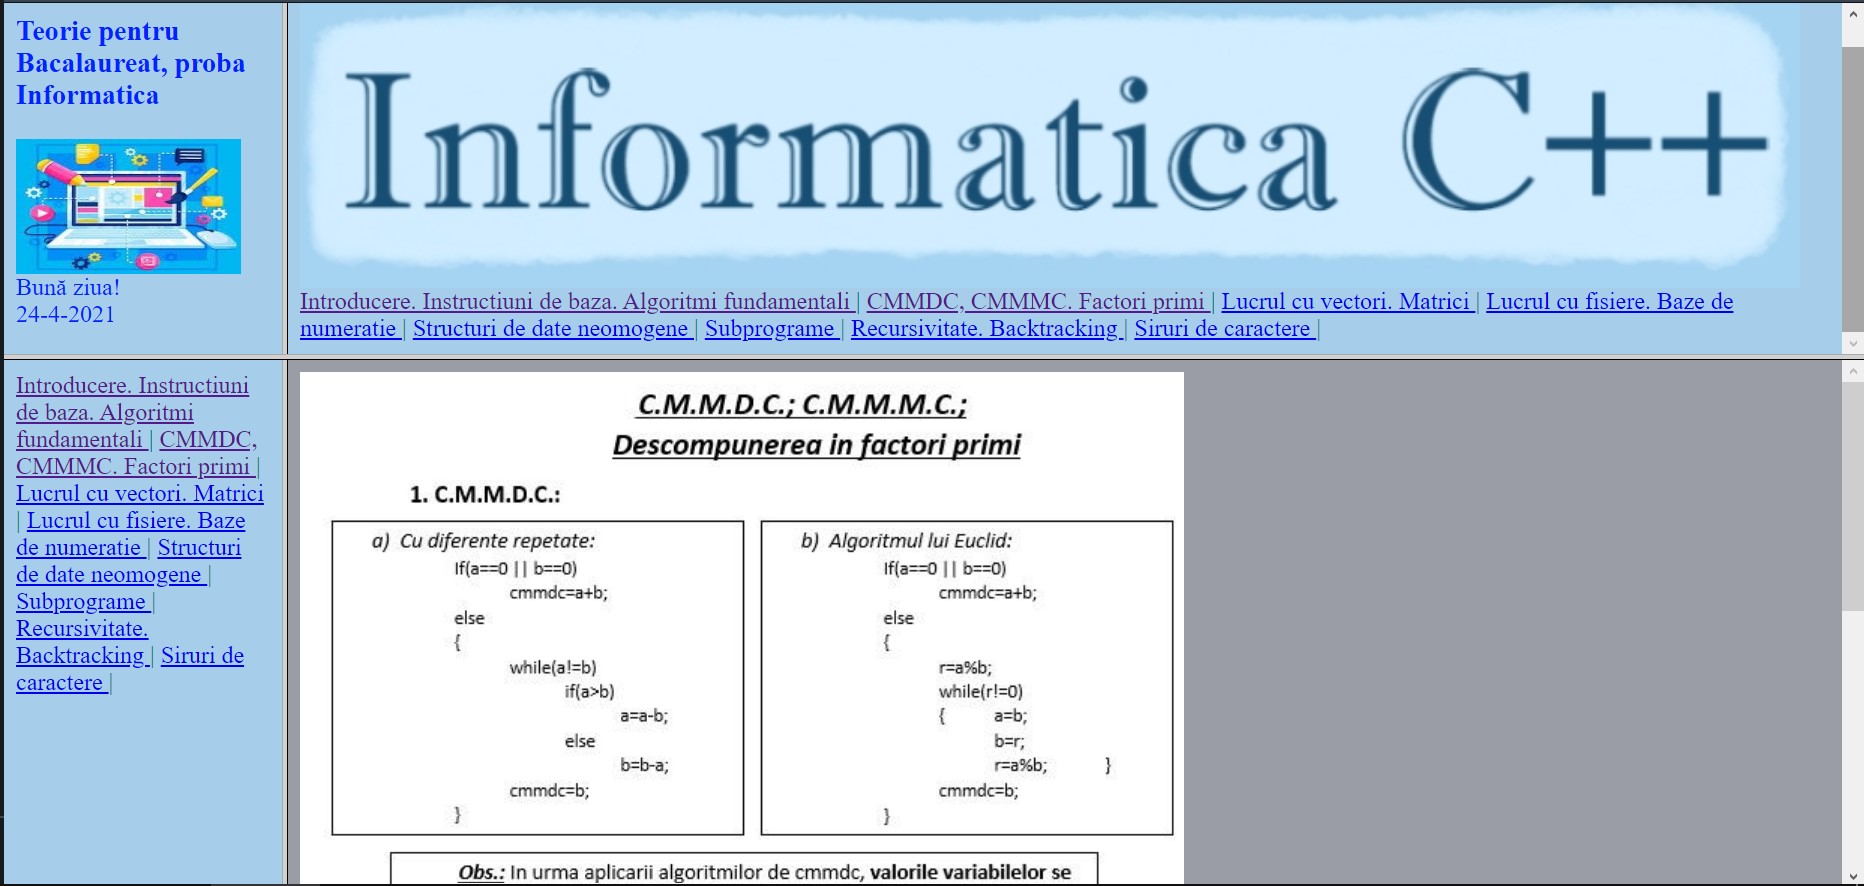 Teorie pentru
Bacalaureat, proba
Informatica
Bună ziua!
24-4-2021
Informatica C++
Introducere. Instructiuni de baza. Algoritmi fundamentali | CMMDC, CMMMC. Factori primi | Lucrul cu vectori. Matrici | Lucrul cu fisiere. Baze de
numeratie | Structuri de date neomogene | Subprograme | Recursivitate. Backtracking | Siruri de caractere |
Introducere. Instructiuni
de baza. Algoritmi
fundamentali | CMMDC,
CMMMC. Factori primi |
Lucrul cu vectori. Matrici
| Lucrul cu fisiere. Baze
de numeratie | Structuri
de date neomogene |
Subprograme |
Recursivitate.
Backtracking | Siruri de
caractere |
C.M.M.D.C.; C.M.M.M.C.;
Descompunerea in factori primi
1. C.M.M.D.C.:
a) Cu diferente repetate:
If(a==0 || b==0)
cmmdc=a+b;
else
{
while(a!=b)
if(a>b)
a=a-b;
else
b=b-a;
cmmdc=b;
}
b) Algoritmul lui Euclid:
If(a==0 || b==0)
cmmdc=a+b;
else
{
r=a%b;
while(r!=0)
{ a=b;
b=r;
r=a%b; }
cmmdc=b;
}
Obs.: In urma aplicarii algoritmilor de cmmdc, valorile variabilelor se